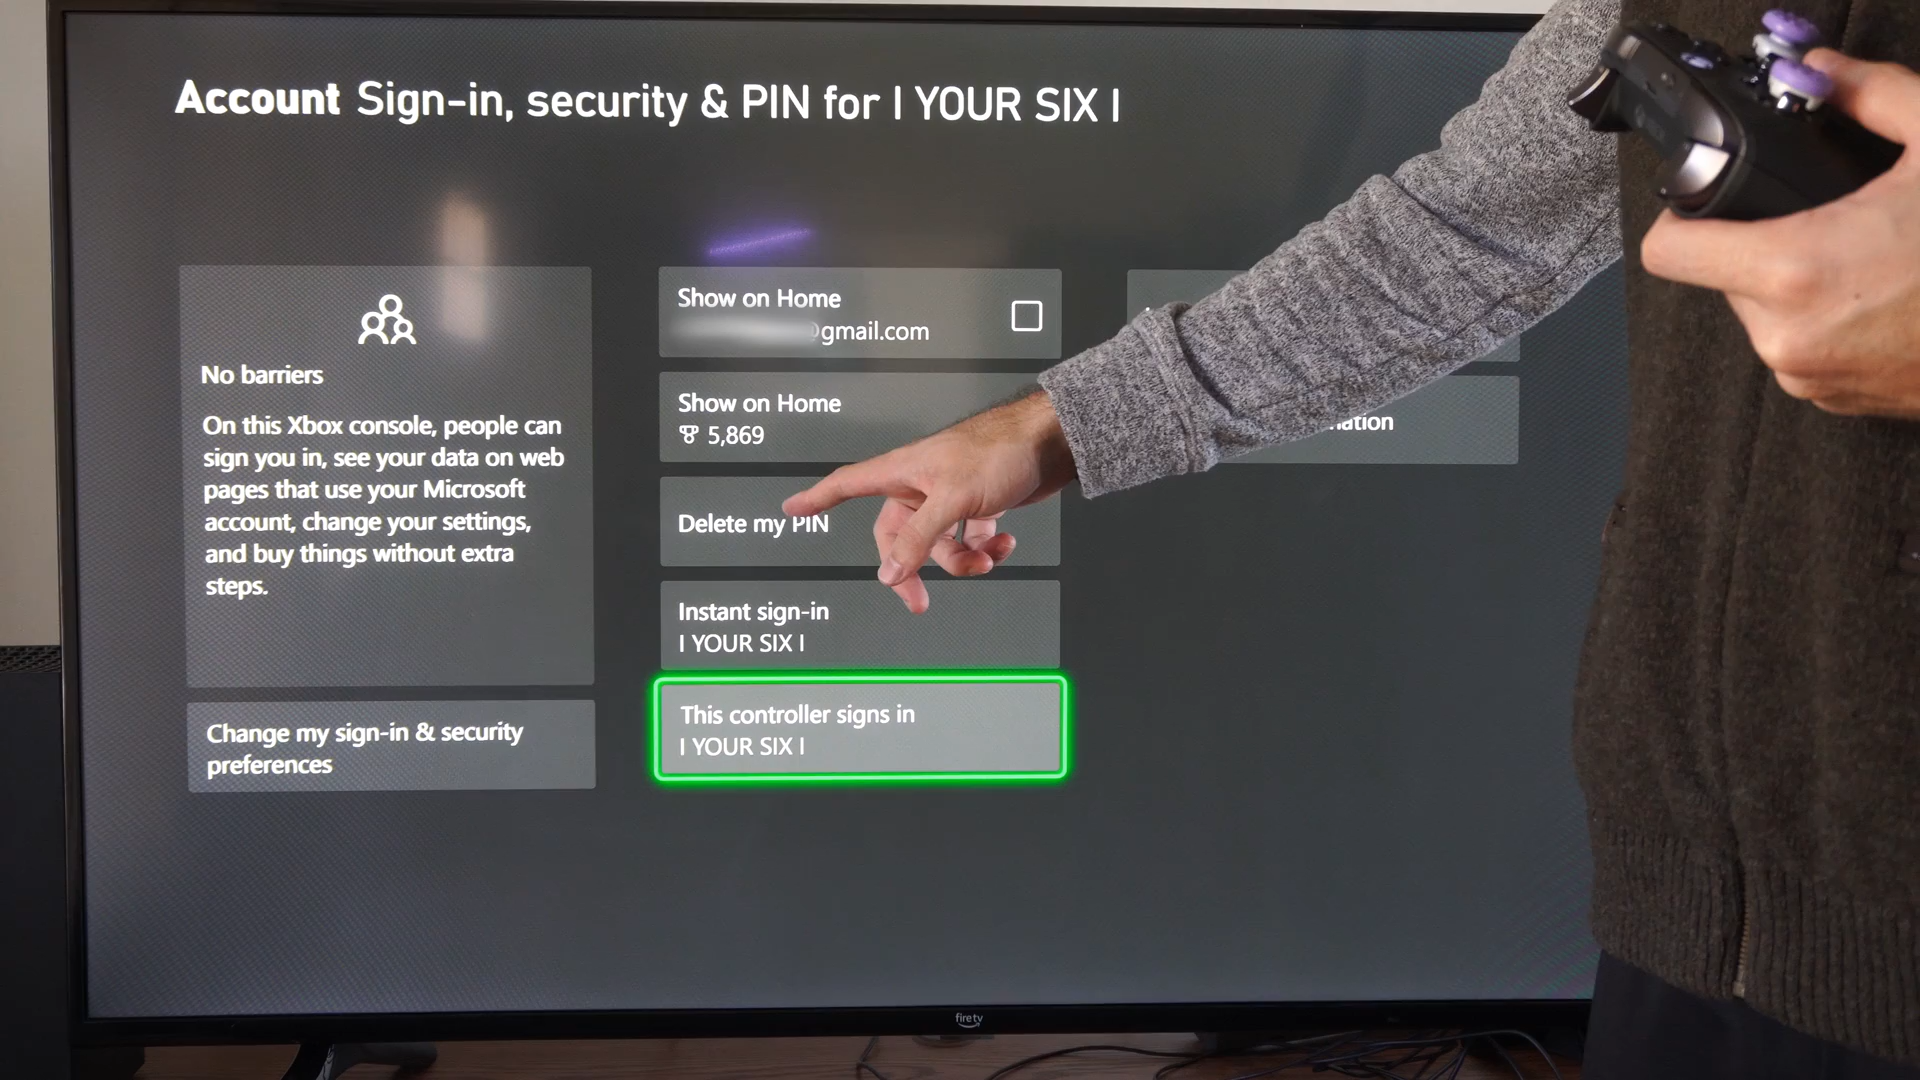 Account Sign-in, security & PIN for I YOUR SIX I
No barriers
On this Xbox console, people can
sign you in, see your data on web
pages that use your Microsoft
account, change your settings,
and buy things without extra
steps.
Change my sign-in & security
preferences
Show on Home
@gmail.com
Show on Home
5,869
Delete my PIN
Instant sign-in
I YOUR SIX I
This controller signs in
I YOUR SIX I
firetv